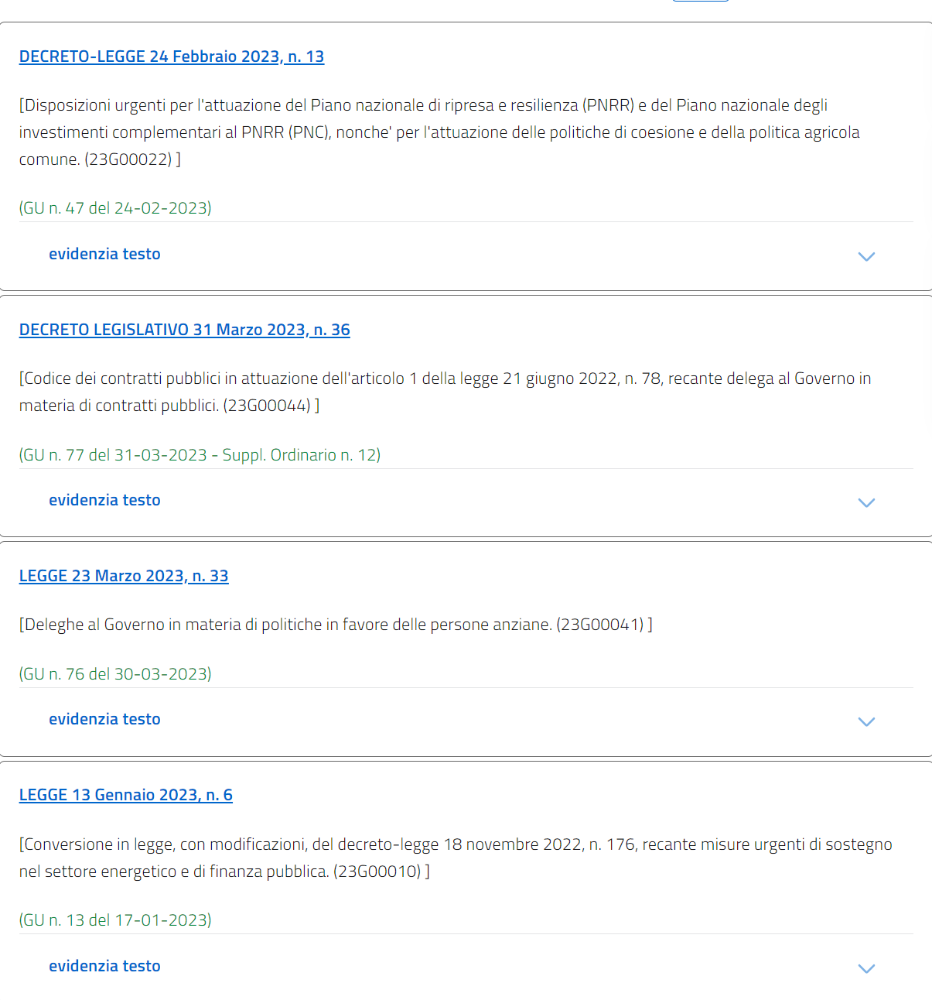 DECRETO-LEGGE 24 Febbraio 2023, n. 13
[Disposizioni urgenti per l'attuazione del Piano nazionale di ripresa e resilienza (PNRR) e del Piano nazionale degli
investimenti complementari al PNRR (PNC), nonche' per l'attuazione delle politiche di coesione e della politica agricola
comune. (23G00022) ]
(GU n. 47 del 24-02-2023)
evidenzia testo
DECRETO LEGISLATIVO 31 Marzo 2023, n. 36
[Codice dei contratti pubblici in attuazione dell'articolo 1 della legge 21 giugno 2022, n. 78, recante delega al Governo in
materia di contratti pubblici. (23G00044) ]
(GU n. 77 del 31-03-2023 - Suppl. Ordinario n. 12)
evidenzia testo
LEGGE 23 Marzo 2023, n. 33
[Deleghe al Governo in materia di politiche in favore delle persone anziane. (23G00041) ]
(GU n. 76 del 30-03-2023)
evidenzia testo
LEGGE 13 Gennaio 2023, n. 6
[Conversione in legge, con modificazioni, del decreto-legge 18 novembre 2022, n. 176, recante misure urgenti di sostegno
nel settore energetico e di finanza pubblica. (23G00010) ]
(GU n. 13 del 17-01-2023)
evidenzia testo